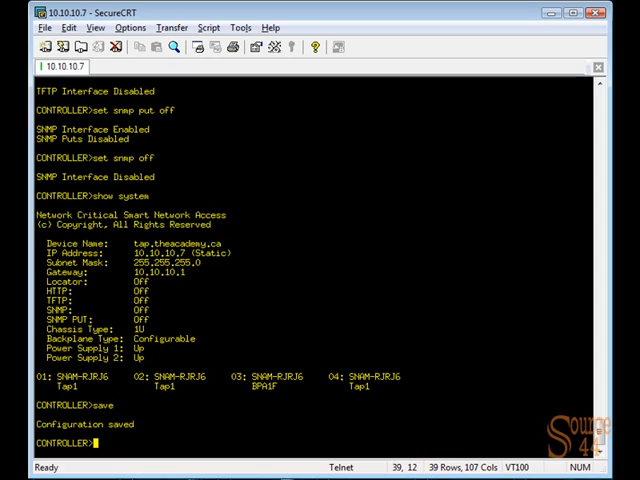 10.10.10.7 - SecureCRT
File Edit View Options Transfer Script Tools Help
10.10.10.7
TFTP Interface Disabled
CONTROLLER>set snmp put off
SNMP Interface Enabled
SNMP Puts Disabled
CONTROLLER>set snmp off
SNMP Interface Disabled
CONTROLLER>show system
Network Critical Smart Network Access
(c) Copyright, All Rights Reserved
Device Name: tap.theacademy.ca
IP Address: 10.10.10.7 (Static)
Subnet Mask: 255.255.255.0
Gateway: 10.10.10.1
Locator: Off
HTTP: Off
TFTP: Off
SNMP: Off
SNMP PUT: Off
Chassis Type: 1U
Backplane Type: Configurable
Power Supply 1: Up
Power Supply 2: Up
01: SNAM-RJRJ6 02: SNAM-RJRJ6 03: SNAM-RJRJ6 04: SNAM-RJRJ6
Tap1 Tap1 BPA1F Tap1
CONTROLLER>save
Configuration saved
CONTROLLER>
Source
44
Ready Telnet 39, 12 39 Rows, 107 Cols VT100 NUM